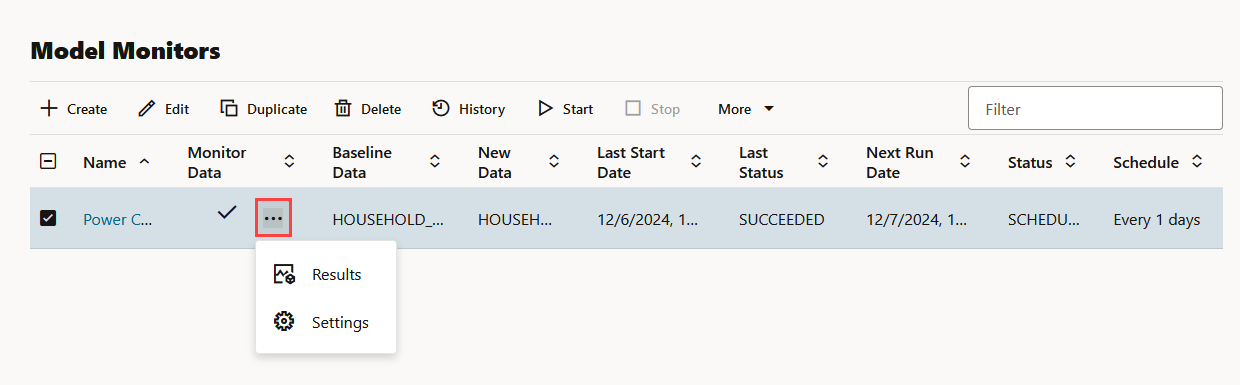 Model Monitors
Create Edit Duplicate Delete History Start Stop More Filter
Name Monitor Data Baseline Data New Data Last Start Date Last Status Next Run Date Status Schedule
Power C... HOUSEHOLD_... HOUSEH... 12/6/2024, 1... SUCCEEDED 12/7/2024, 1... SCHEDU... Every 1 days
Results
Settings